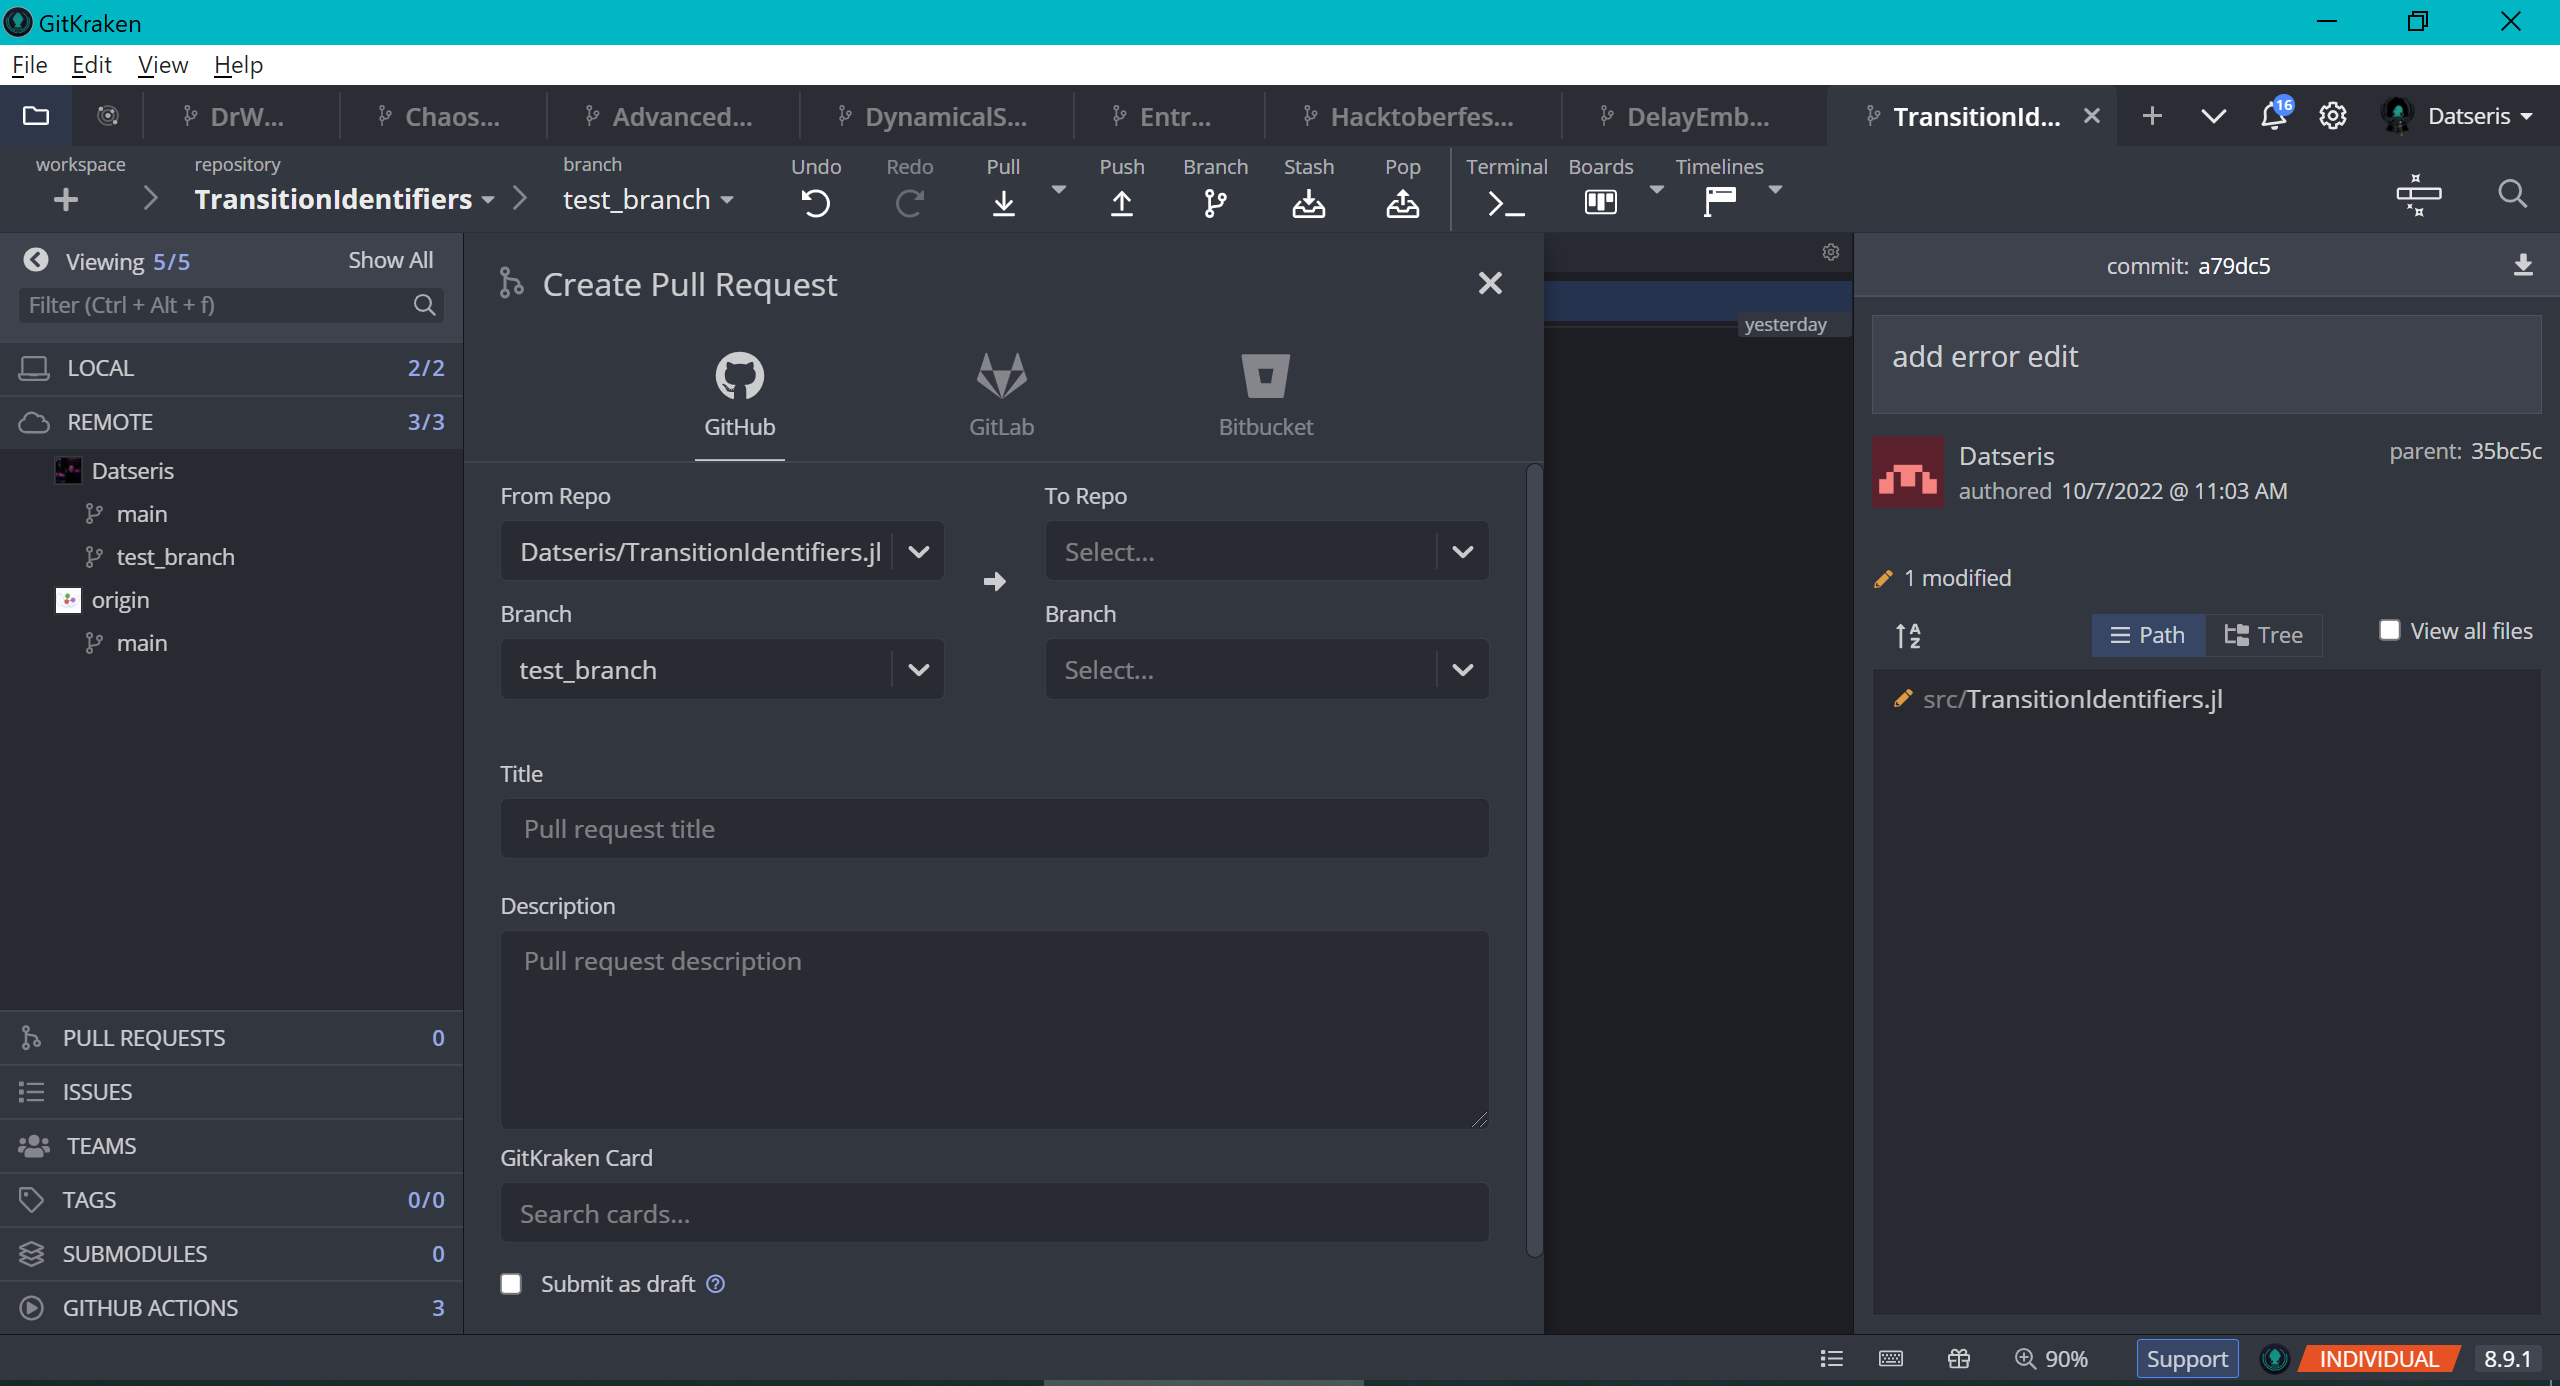 GitKraken
File Edit View Help
DrW... Chaos... Advanced... DynamicalS... Entr... Hacktoberfes... DelayEmb... TransitionId... 16 Datseris
workspace repository branch Undo Redo Pull Push Branch Stash Pop Terminal Boards Timelines
TransitionIdentifiers test_branch
Viewing 5/5 Show All
Filter (Ctrl + Alt + f)
LOCAL 2/2
REMOTE 3/3
Datseris
main
test_branch
origin
main
PULL REQUESTS 0
ISSUES
TEAMS
TAGS 0/0
SUBMODULES 0
GITHUB ACTIONS 3
Create Pull Request
GitHub GitLab Bitbucket
From Repo To Repo
Datseris/TransitionIdentifiers.jl Select...
Branch Branch
test_branch Select...
Title
Pull request title
Description
Pull request description
GitKraken Card
Search cards...
Submit as draft
yesterday
commit: a79dc5
add error edit
Datseris parent: 35bc5c
authored 10/7/2022 @ 11:03 AM
1 modified
Path Tree View all files
src/TransitionIdentifiers.jl
90% Support INDIVIDUAL 8.9.1